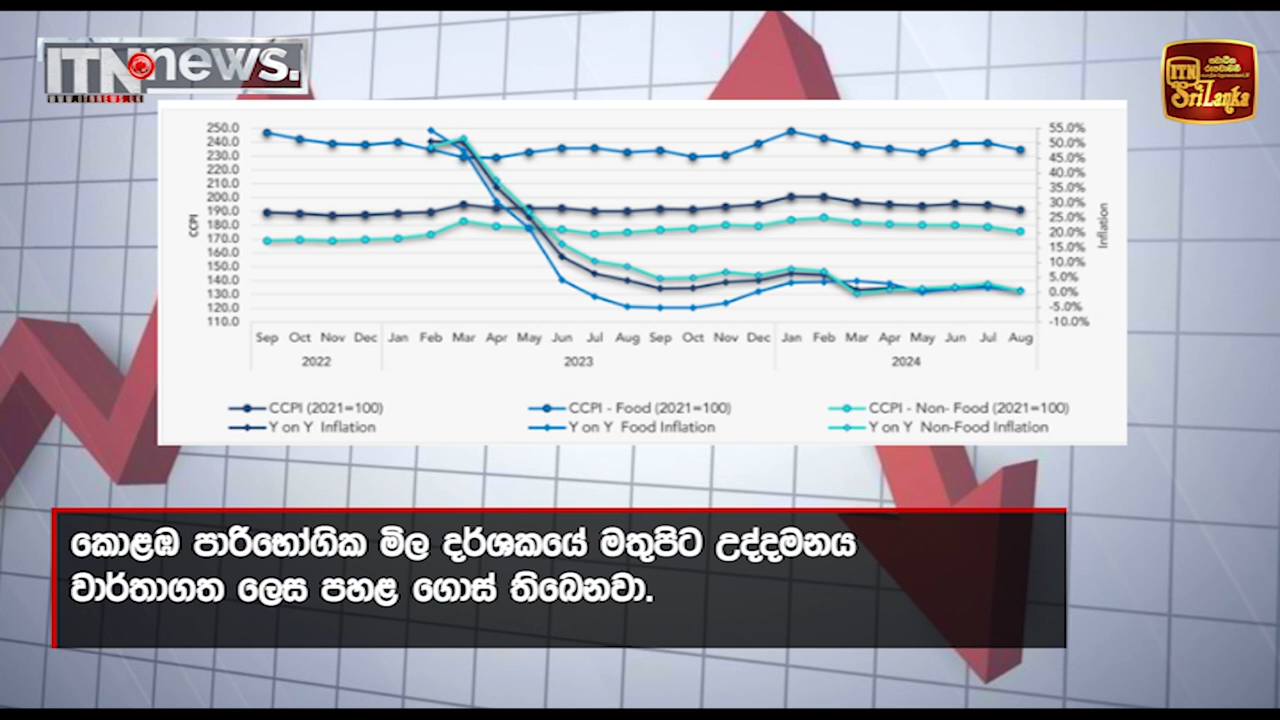 ITN news.
WWW.ITNNEWS.LK
ITN
Sri Lanka
250.0
240.0
230.0
220.0
210.0
200.0
190.0
180.0
170.0
160.0
150.0
140.0
130.0
120.0
110.0
CCPI
55.0%
50.0%
45.0%
40.0%
35.0%
30.0%
25.0%
20.0%
15.0%
10.0%
5.0%
0.0%
-5.0%
-10.0%
Inflation
Sep Oct Nov Dec Jan Feb Mar Apr May Jun Jul Aug Sep Oct Nov Dec Jan Feb Mar Apr May Jun Jul Aug
2022 2023 2024
CCPI (2021=100) CCPI - Food (2021=100) CCPI - Non- Food (2021=100)
Y on Y Inflation Y on Y Food Inflation Y on Y Non-Food Inflation
කොළඹ පාරිභෝගික මිල දර්ශකයේ මතුපිට උද්දමනය
වාර්තාගත ලෙස පහළ ගොස් තිබෙනවා.